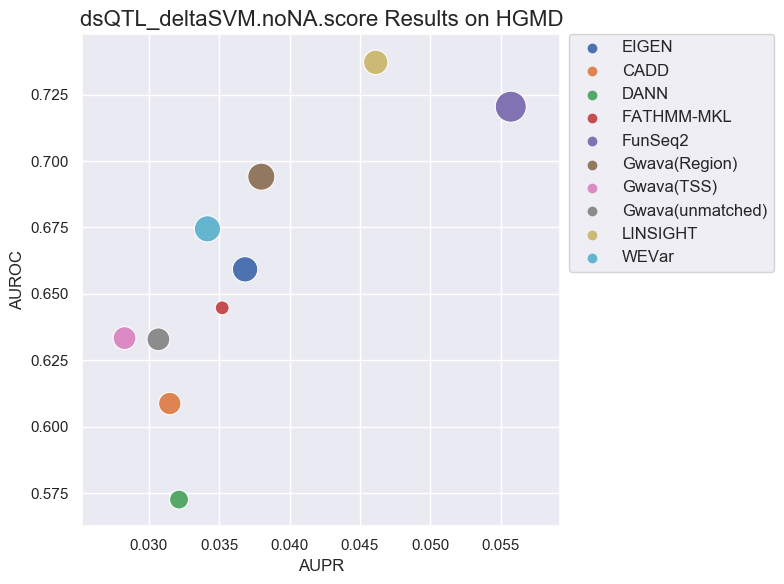 dsQTL_deltaSVM.noNA.score Results on HGMD
EIGEN
CADD
DANN
FATHMM-MKL
FunSeq2
Gwava(Region)
Gwava(TSS)
Gwava(unmatched)
LINSIGHT
WEVar
AUROC
0.725
0.700
0.675
0.650
0.625
0.600
0.575
0.030 0.035 0.040 0.045 0.050 0.055
AUPR